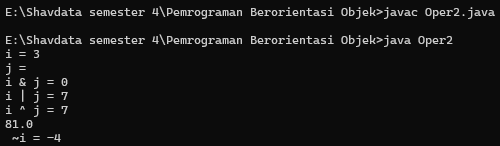 E:\Shavdata semester 4\Pemrograman Berorientasi Objek>javac Oper2.java
E:\Shavdata semester 4\Pemrograman Berorientasi Objek>java Oper2
i = 3
j =
i & j = 0
i | j = 7
i ^ j = 7
81.0
 ~i = -4